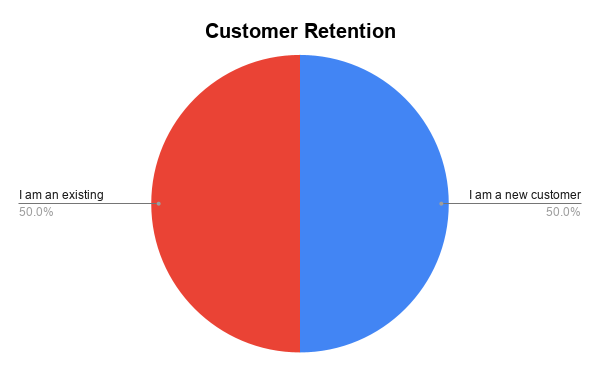 Customer Retention
I am an existing
50.0%
I am a new customer
50.0%